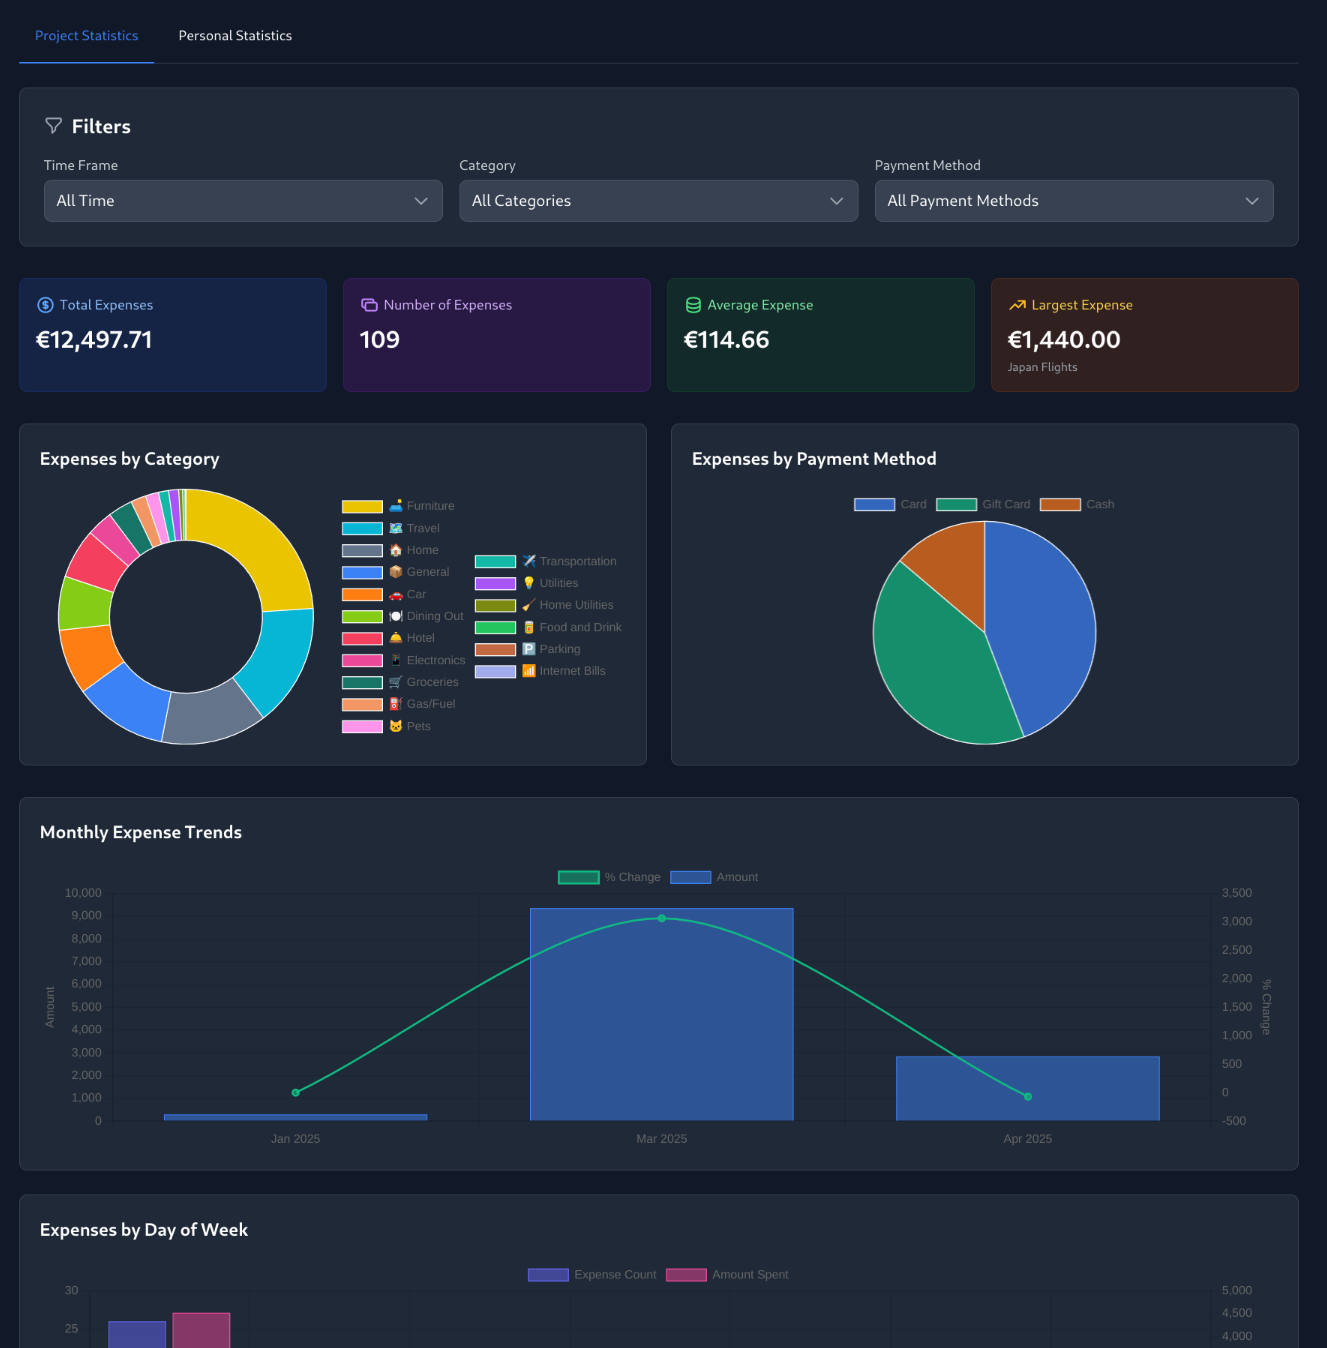 Project Statistics
Personal Statistics
Filters
Time Frame
Category
Payment Method
All Time
All Categories
All Payment Methods
Total Expenses
€12,497.71
Number of Expenses
109
Average Expense
€114.66
Largest Expense
€1,440.00
Japan Flights
Expenses by Category
Furniture
Travel
Home
General
Car
Dining Out
Hotel
Electronics
Groceries
Gas/Fuel
Pets
Transportation
Utilities
Home Utilities
Food and Drink
Parking
Internet Bills
Expenses by Payment Method
Card
Gift Card
Cash
Monthly Expense Trends
% Change
Amount
10,000
9,000
8,000
7,000
6,000
5,000
4,000
3,000
2,000
1,000
0
Amount
3,500
3,000
2,500
2,000
1,500
1,000
500
0
-500
% Change
Jan 2025
Mar 2025
Apr 2025
Expenses by Day of Week
Expense Count
Amount Spent
30
25
5,000
4,500
4,000